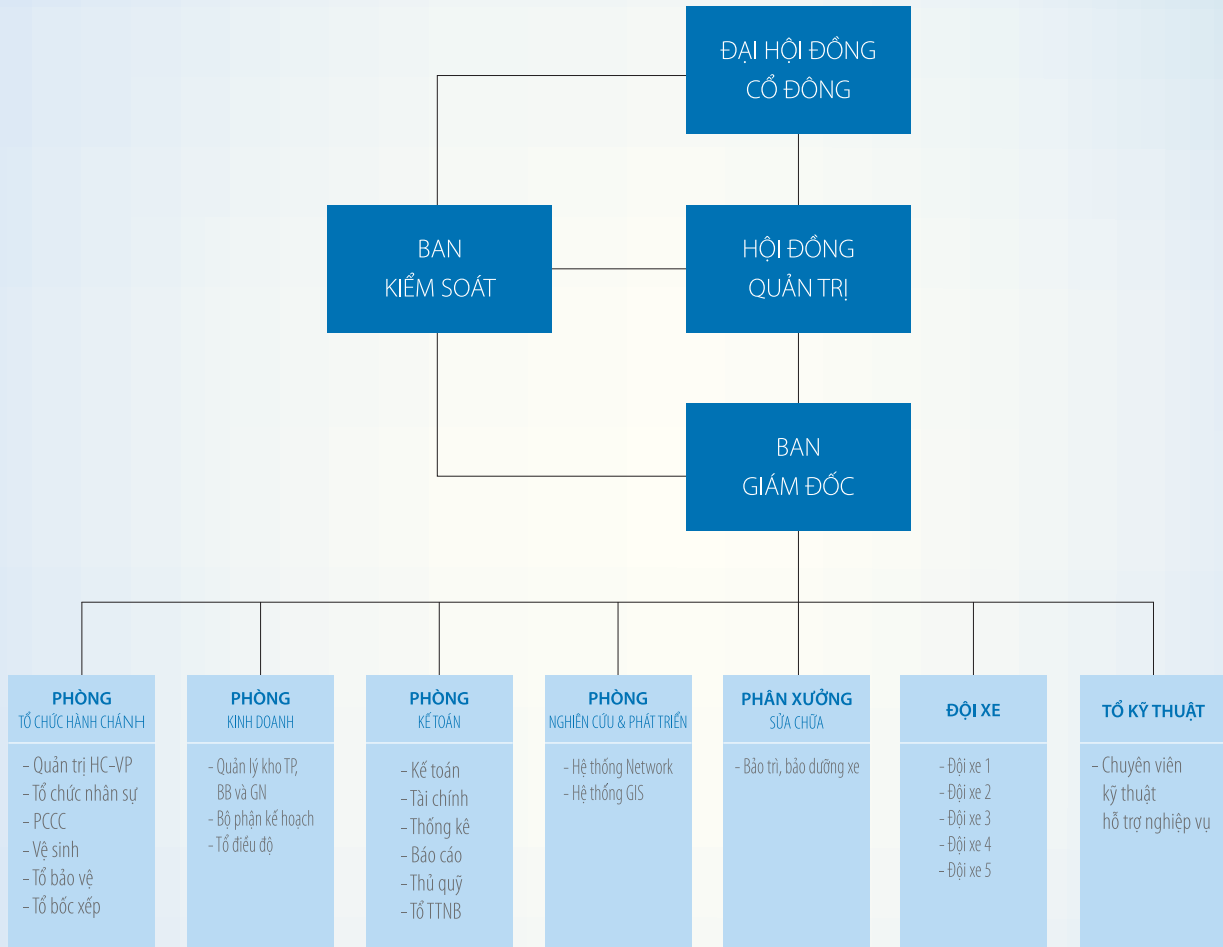 ĐẠI HỘI ĐỒNG
CỔ ĐÔNG
BAN
KIỂM SOÁT
HỘI ĐỒNG
QUẢN TRỊ
BAN
GIÁM ĐỐC
PHÒNG
TỔ CHỨC HÀNH CHÁNH
- Quản trị HC-VP
- Tổ chức nhân sự
- PCCC
- Vệ sinh
- Tổ bảo vệ
- Tổ bốc xếp
PHÒNG
KINH DOANH
- Quản lý kho TP,
BB và GN
- Bộ phận kế hoạch
- Tổ điều độ
PHÒNG
KẾ TOÁN
- Kế toán
- Tài chính
- Thống kê
- Báo cáo
- Thủ quỹ
- Tổ TTNB
PHÒNG
NGHIÊN CỨU & PHÁT TRIỂN
- Hệ thống Network
- Hệ thống GIS
PHÂN XƯỞNG
SỬA CHỮA
- Bảo trì, bảo dưỡng xe
ĐỘI XE
- Đội xe 1
- Đội xe 2
- Đội xe 3
- Đội xe 4
- Đội xe 5
TỔ KỸ THUẬT
- Chuyên viên
kỹ thuật
hỗ trợ nghiệp vụ